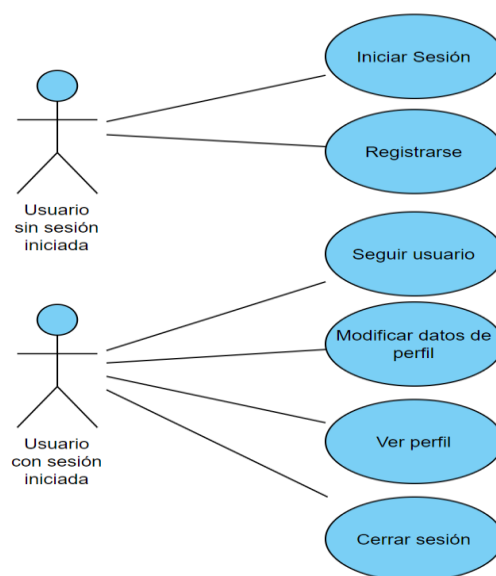 Iniciar Sesión
Registrarse
Usuario
sin sesión
iniciada
Seguir usuario
Modificar datos de
perfil
Ver perfil
Usuario
con sesión
iniciada
Cerrar sesión